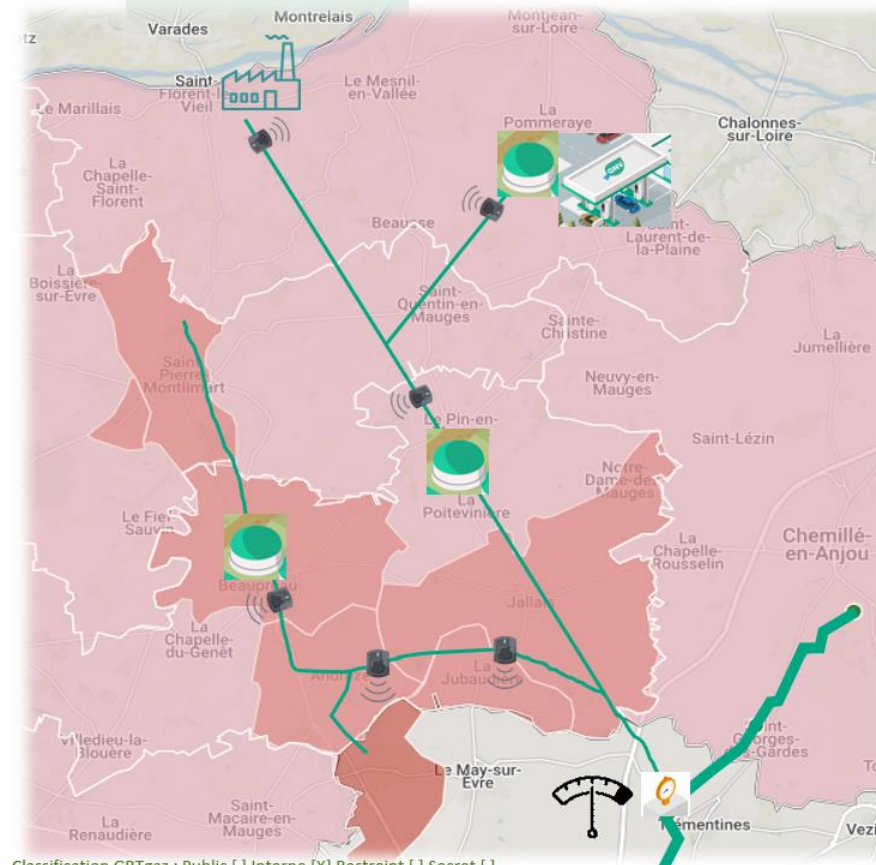 Montrelais
Varades
Montjean-
sur-Loire
tz
Saint-
Florent-le-
Vieil
Le Mesnil-
en-Vallée
Le Marillais
La
Pommeraye
Chalonnes-
sur-Loire
GNV
La
Chapelle-
Saint-
Florent
Beausse
Saint-
Laurent-de-
la-Plaine
La
Boissière-
sur-Èvre
Saint-
Quentin-en-
Mauges
Sainte-
Christine
La
Jumellière
Saint-
Pierre-
Montlimart
Neuvy-en-
Mauges
Le Pin-en-
Saint-Lézin
Notre-
Dame-des-
Mauges
La
Poitevinière
Le Fief-
Sauvin
Chemillé-
en-Anjou
La
Chapelle-
Rousselin
Beaupréau
Jallais
La
Chapelle-
du-Genêt
Andrezé
La
Jubaudière
Saint-
Georges-
des-Gardes
Villedieu-la-
Blouère
Le May-sur-
Èvre
To
Saint-
Macaire-en-
Mauges
La
Renaudière
Trémentines
Vezi
Classification GRTgaz : Public [ ] Interne [X] Restreint [ ] Secret [ ]